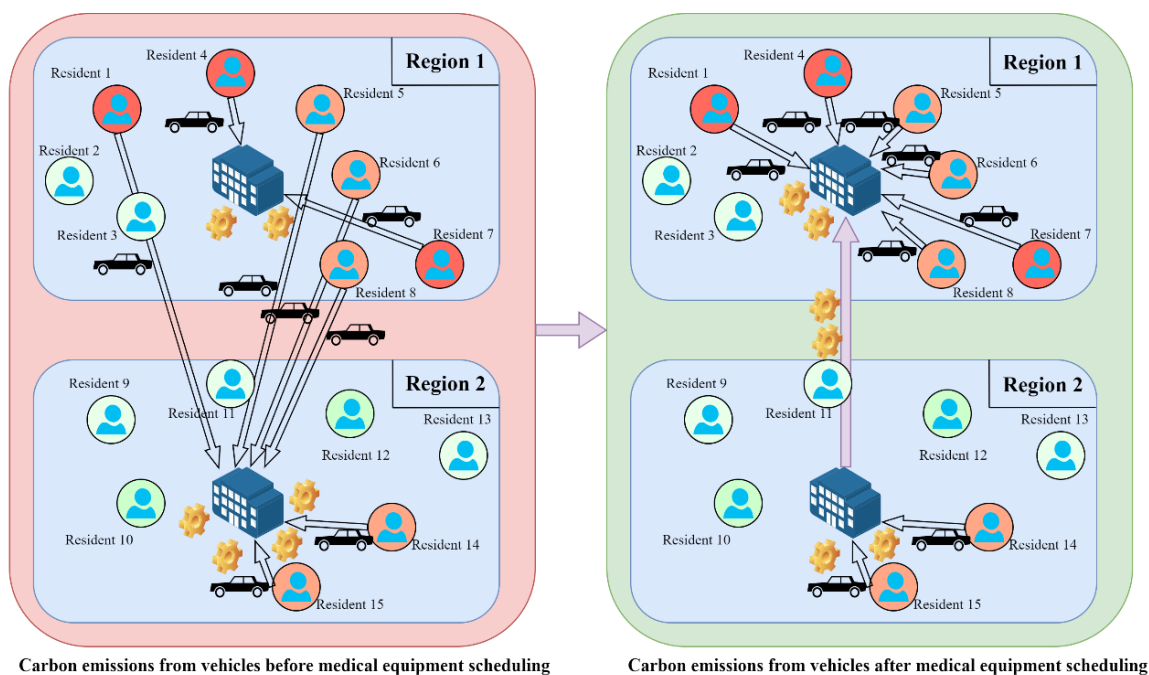 Resident 4
Region 1
Resident 1
Resident 5
Resident 2
Resident 6
Resident 3
Resident 7
Resident 8
Region 2
Resident 9
Resident 11
Resident 13
Resident 12
Resident 10
Resident 14
Resident 15
Carbon emissions from vehicles before medical equipment scheduling
Resident 4
Region 1
Resident 1
Resident 5
Resident 2
Resident 6
Resident 3
Resident 7
Resident 8
Region 2
Resident 9
Resident 11
Resident 13
Resident 12
Resident 10
Resident 14
Resident 15
Carbon emissions from vehicles after medical equipment scheduling